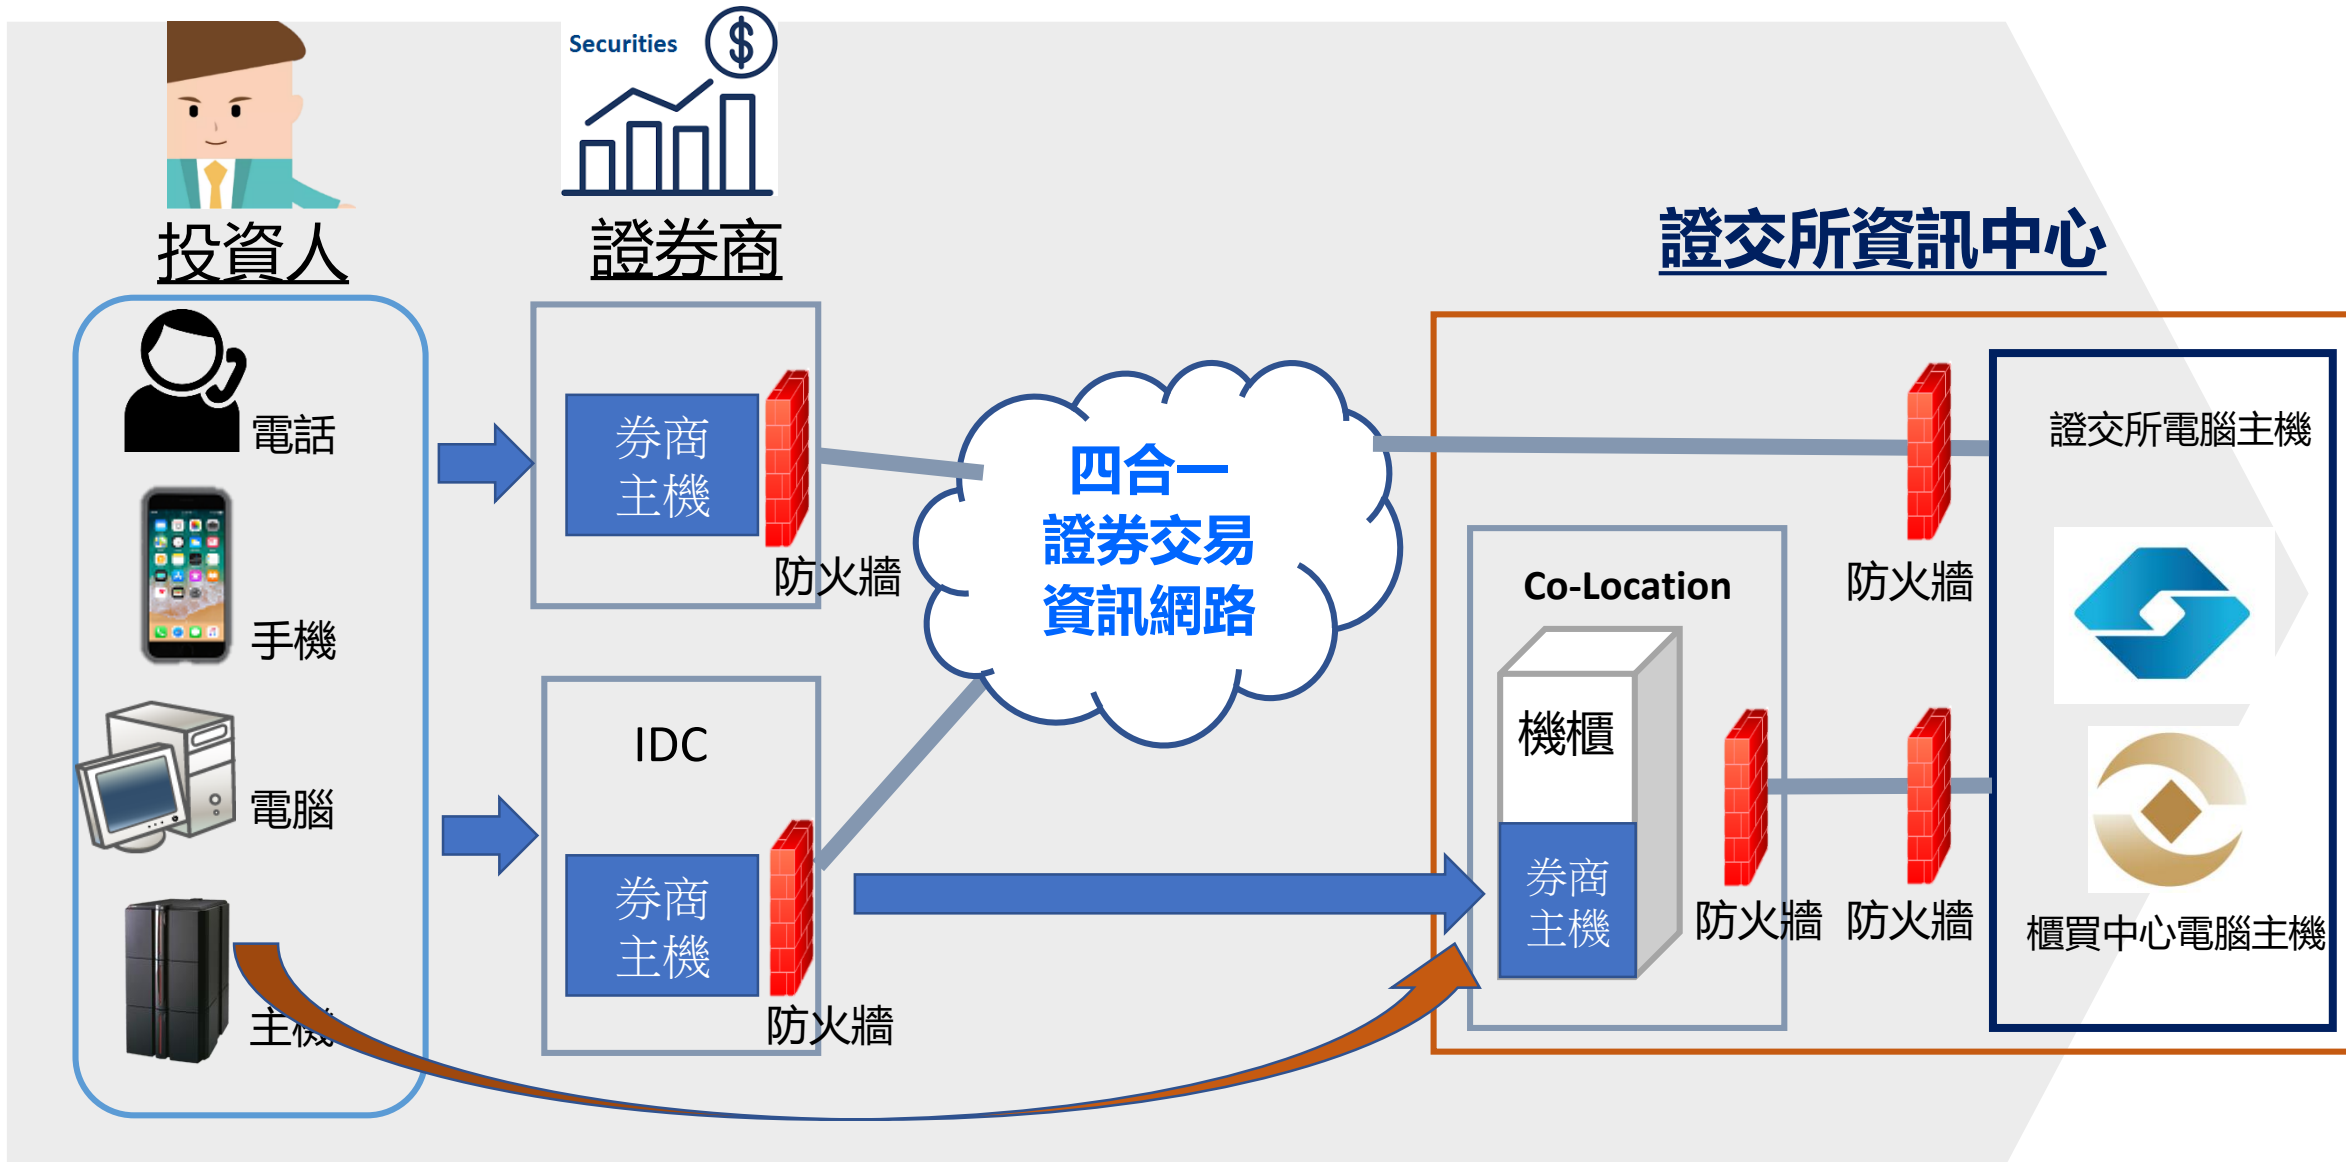 Securities
投資人
證券商
證交所資訊中心
電話
手機
電腦
主機
券商
主機
防火牆
IDC
券商
主機
防火牆
四合一
證券交易
資訊網路
Co-Location
機櫃
券商
主機
防火牆
防火牆
防火牆
證交所電腦主機
櫃買中心電腦主機